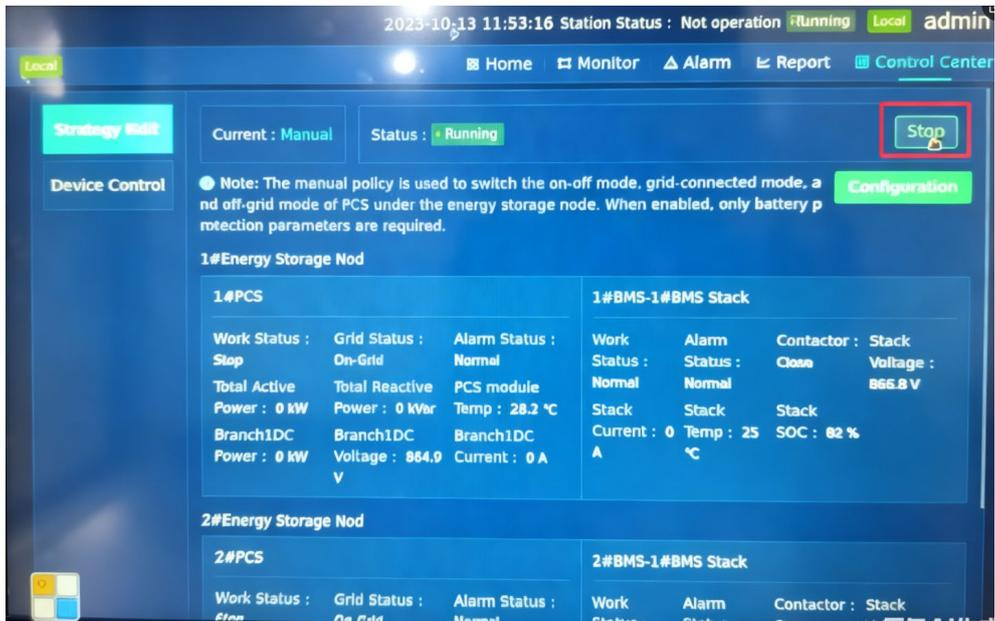 2023-10-13 11:53:16 Station Status : Not operation Running Local admin
Local
Home Monitor Alarm Report Control Center
Strategy Edit
Device Control
Current : Manual
Status : Running
Stop
Note: The manual policy is used to switch the on-off mode, grid-connected mode, a
nd off-grid mode of PCS under the energy storage node. When enabled, only battery p
rotection parameters are required.
Configuration
1#Energy Storage Nod
1#PCS
Work Status :
Stop
Grid Status :
On-Grid
Alarm Status :
Normal
Total Active
Power : 0 kW
Total Reactive
Power : 0 kVar
PCS module
Temp : 28.2 ℃
Branch1DC
Power : 0 kW
Branch1DC
Voltage : 864.9
V
Branch1DC
Current : 0 A
1#BMS-1#BMS Stack
Work
Status :
Normal
Alarm
Status :
Normal
Contactor :
Close
Stack
Voltage :
866.8 V
Stack
Current : 0
A
Stack
Temp : 25
℃
Stack
SOC : 82 %
2#Energy Storage Nod
2#PCS
Work Status :
Grid Status :
Alarm Status :
2#BMS-1#BMS Stack
Work
Alarm
Contactor :
Stack